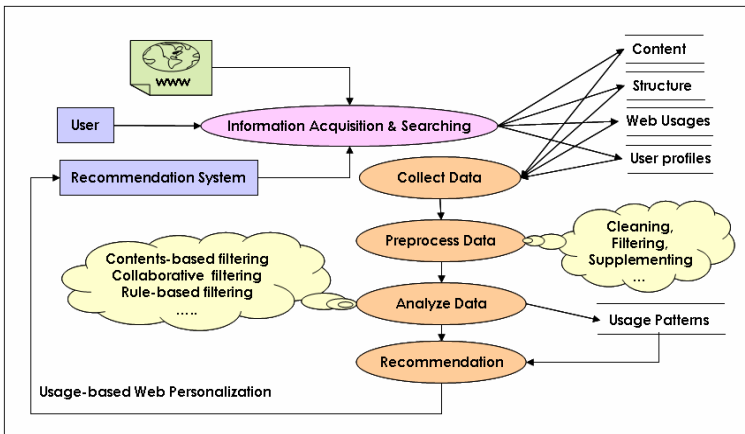 WWW
Content
Structure
User
Information Acquisition & Searching
Web Usages
User profiles
Recommendation System
Collect Data
Preprocess Data
Cleaning,
Filtering,
Supplementing
...
Contents-based filtering
Collaborative filtering
Rule-based filtering
.....
Analyze Data
Usage Patterns
Recommendation
Usage-based Web Personalization